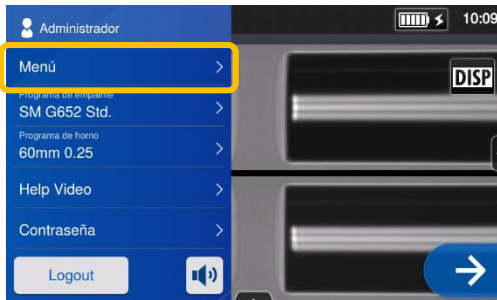 Administrador
10:09
Menú
DISP
Programa de empalme
SM G652 Std.
Programa de horno
60mm 0.25
Help Video
Contraseña
Logout